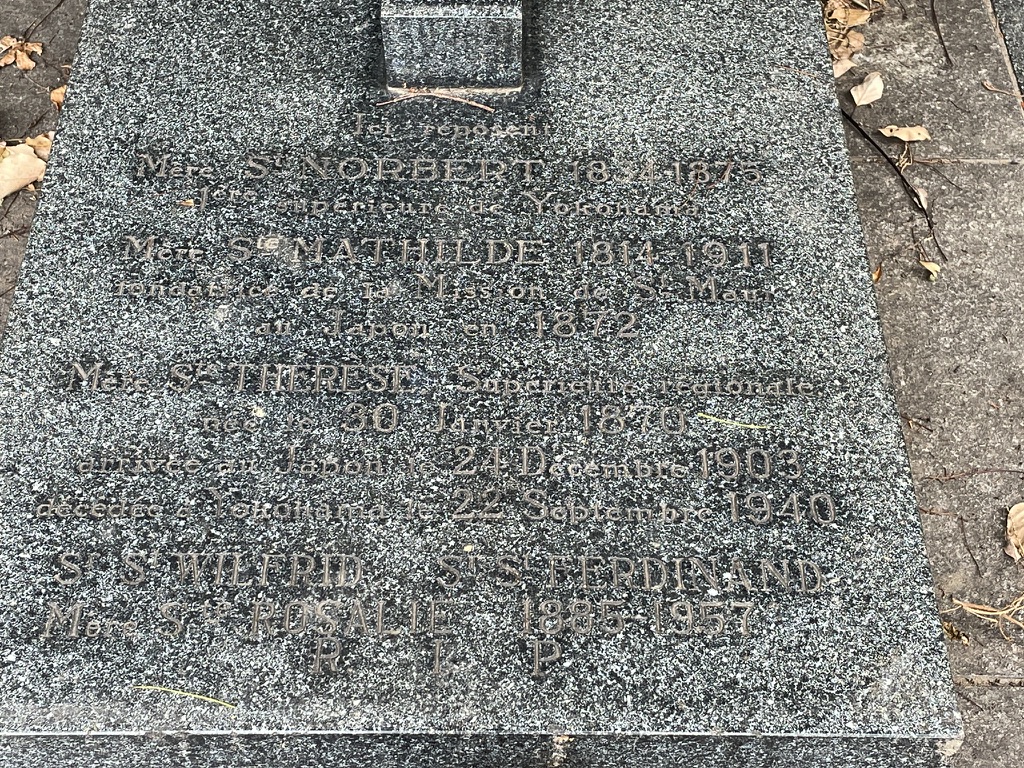 Ici reposent
Mère St NORBERT 1834-1875
1ère supérieure de Yokohama
Mère Ste MATHILDE 1814-1911
fondatrice de la Mission de St Maur
au Japon en 1872
Mère Ste THERESE Supérieure régionale
née le 30 Janvier 1870
arrivée au Japon le 24 Décembre 1903
décédée à Yokohama le 22 Septembre 1940
Sr St WILFRID Sr St FERDINAND
Mère Ste ROSALIE 1885-1957
R I P